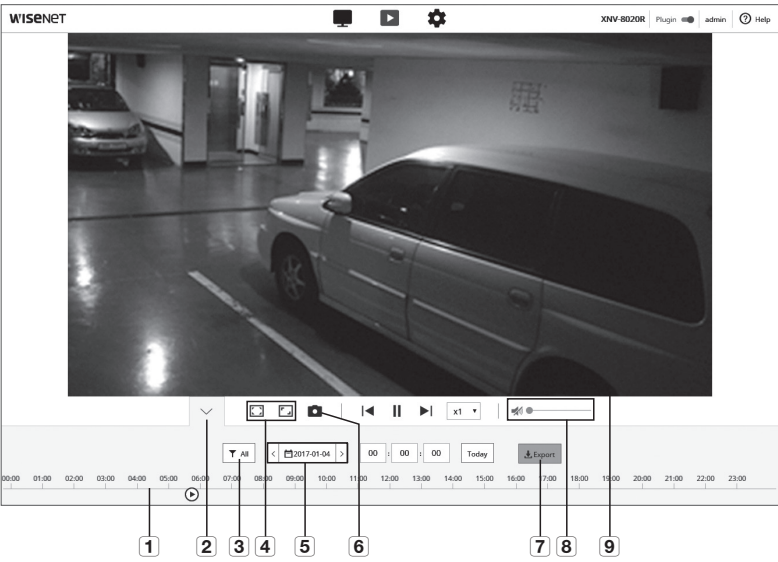 WISENET XNV-8020R Plugin admin ? Help
x1
All 2017-01-04 00 : 00 : 00 Today Export
00:00 01:00 02:00 03:00 04:00 05:00 06:00 07:00 08:00 09:00 10:00 11:00 12:00 13:00 14:00 15:00 16:00 17:00 18:00 19:00 20:00 21:00 22:00 23:00
1 2 3 4 5 6 7 8 9